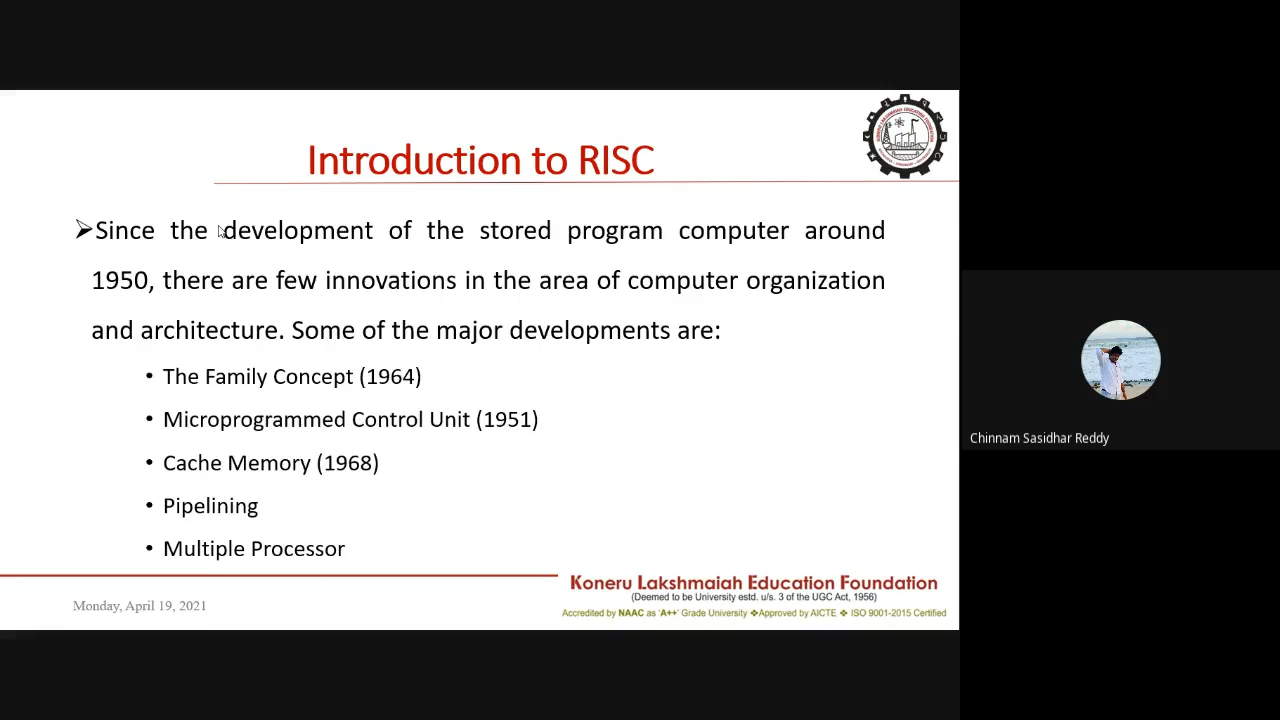 Introduction to RISC
➢Since the development of the stored program computer around
1950, there are few innovations in the area of computer organization
and architecture. Some of the major developments are:
• The Family Concept (1964)
• Microprogrammed Control Unit (1951)
• Cache Memory (1968)
• Pipelining
• Multiple Processor
Koneru Lakshmaiah Education Foundation
(Deemed to be University estd. u/s. 3 of the UGC Act, 1956)
Accredited by NAAC as 'A++' Grade University ❖Approved by AICTE ❖ ISO 9001-2015 Certified
Monday, April 19, 2021
Chinnam Sasidhar Reddy